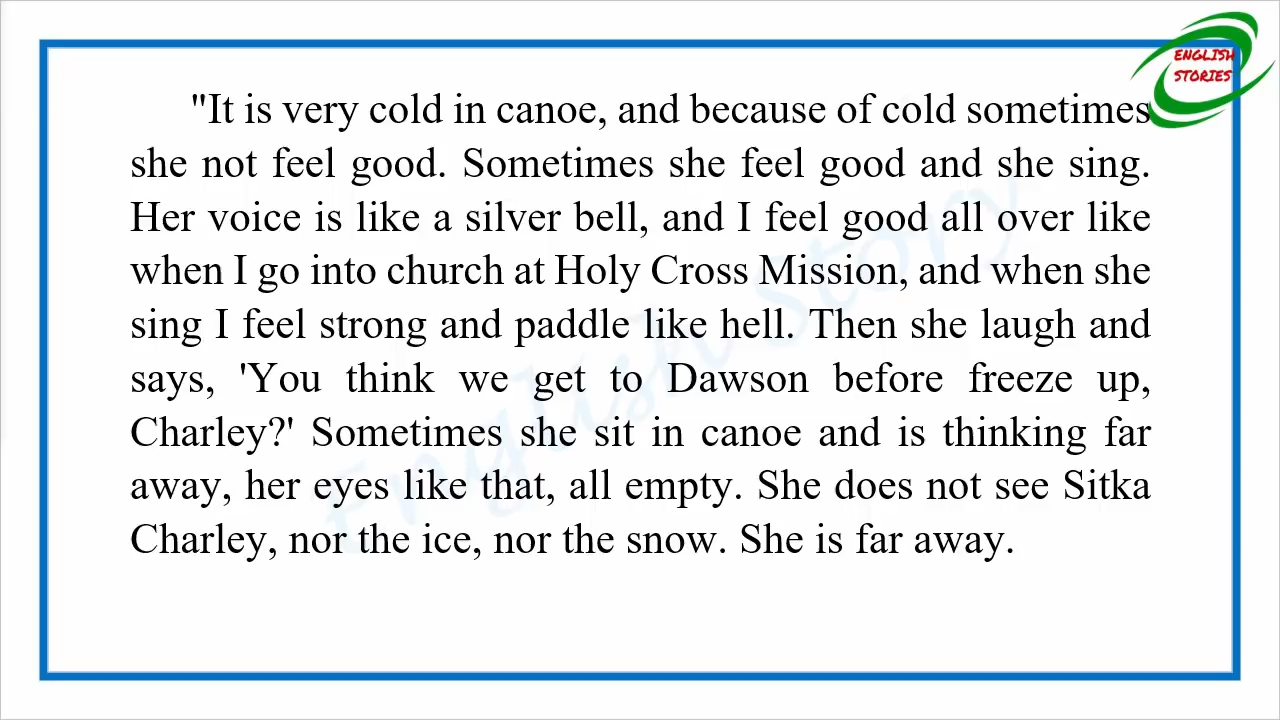 ENGLISH
STORIES
"It is very cold in canoe, and because of cold sometimes
she not feel good. Sometimes she feel good and she sing.
Her voice is like a silver bell, and I feel good all over like
when I go into church at Holy Cross Mission, and when she
sing I feel strong and paddle like hell. Then she laugh and
says, 'You think we get to Dawson before freeze up,
Charley?' Sometimes she sit in canoe and is thinking far
away, her eyes like that, all empty. She does not see Sitka
Charley, nor the ice, nor the snow. She is far away.
English Story